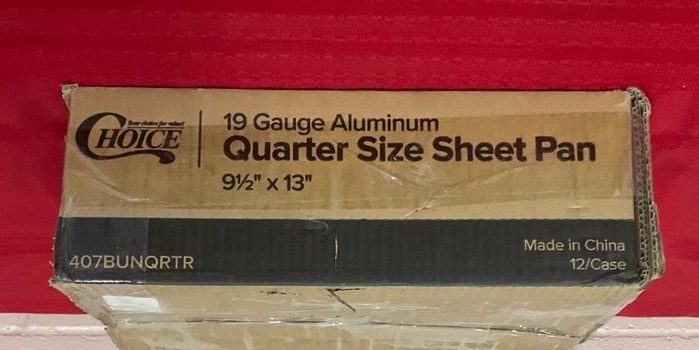 Your choice for value!
CHOICE
19 Gauge Aluminum
Quarter Size Sheet Pan
9½" x 13"
407BUNQRTR
Made in China
12/Case